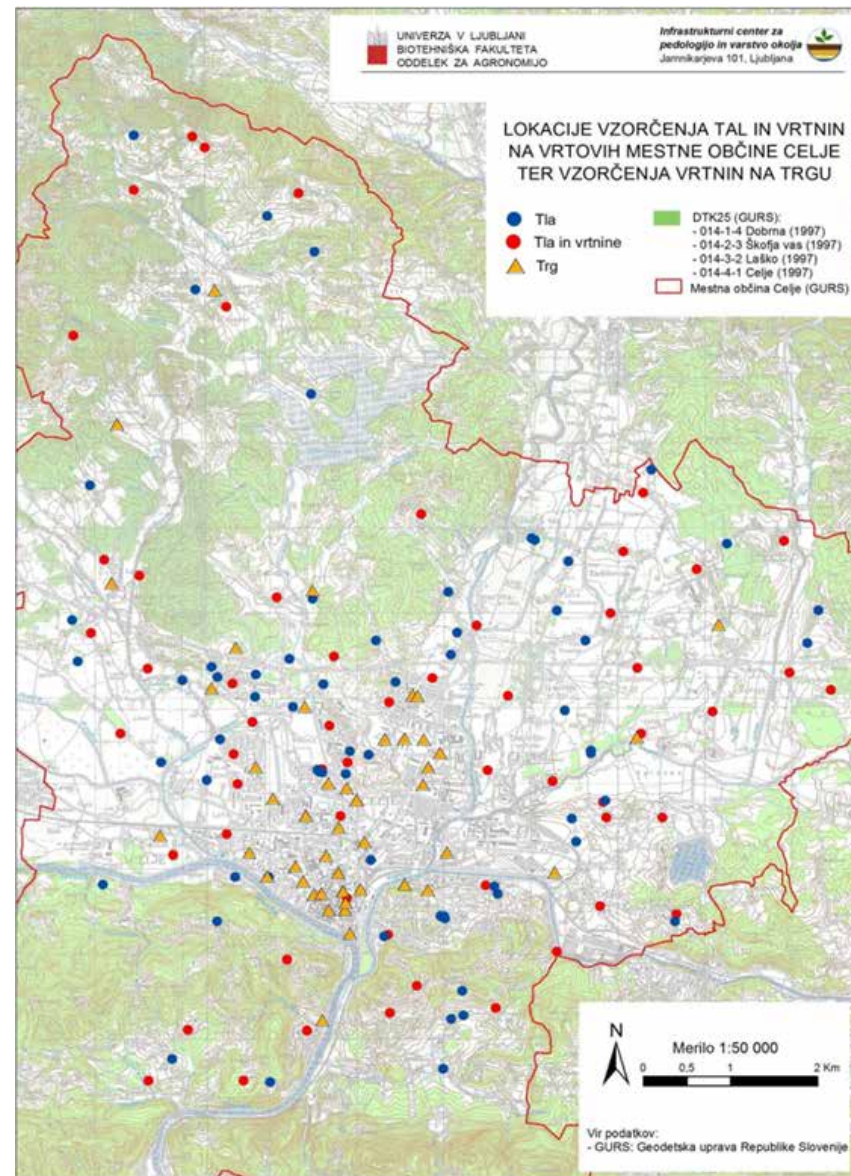 UNIVERZA V LJUBLJANI
BIOTEHNIŠKA FAKULTETA
ODDELEK ZA AGRONOMIJO
Infrastrukturni center za
pedologijo in varstvo okolja
Jamnikarjeva 101, Ljubljana
LOKACIJE VZORČENJA TAL IN VRTNIN
NA VRTOVIH MESTNE OBČINE CELJE
TER VZORČENJA VRTNIN NA TRGU
Tla
Tla in vrtnine
Trg
DTK25 (GURS):
- 014-1-4 Dobrna (1997)
- 014-2-3 Škofja vas (1997)
- 014-3-2 Laško (1997)
- 014-4-1 Celje (1997)
Mestna občina Celje (GURS)
N
Merilo 1:50 000
0 0,5 1 2 Km
Vir podatkov:
- GURS: Geodetska uprava Republike Slovenije